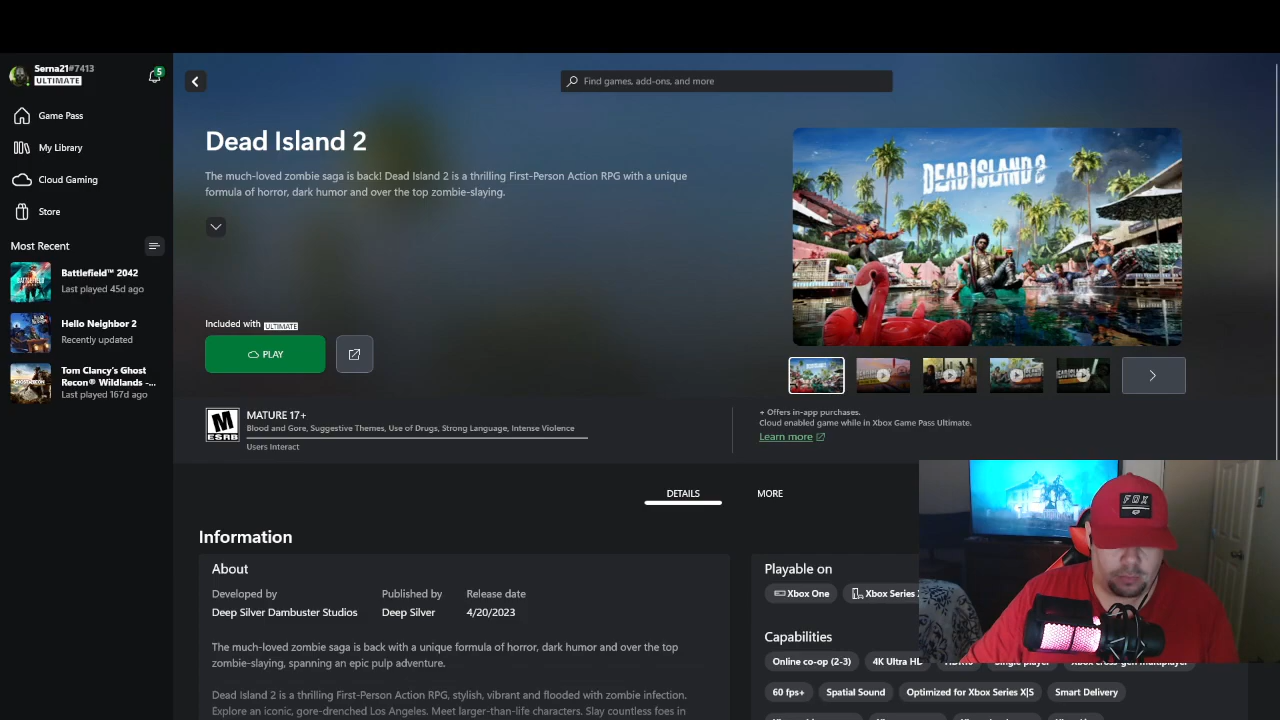 Serna21#7413
ULTIMATE
5
Game Pass
My Library
Cloud Gaming
Store
Most Recent
Battlefield™ 2042
Last played 45d ago
Hello Neighbor 2
Recently updated
Tom Clancy's Ghost
Recon® Wildlands -...
Last played 167d ago
Find games, add-ons, and more
Dead Island 2
The much-loved zombie saga is back! Dead Island 2 is a thrilling First-Person Action RPG with a unique
formula of horror, dark humor and over the top zombie-slaying.
Included with ULTIMATE
PLAY
DEAD ISLAND 2
M
ESRB
MATURE 17+
Blood and Gore, Suggestive Themes, Use of Drugs, Strong Language, Intense Violence
Users Interact
+ Offers in-app purchases.
Cloud enabled game while in Xbox Game Pass Ultimate.
Learn more
DETAILS
MORE
Information
About
Developed by
Published by
Release date
Deep Silver Dambuster Studios
Deep Silver
4/20/2023
The much-loved zombie saga is back with a unique formula of horror, dark humor and over the top
zombie-slaying, spanning an epic pulp adventure.
Dead Island 2 is a thrilling First-Person Action RPG, stylish, vibrant and flooded with zombie infection.
Explore an iconic, gore-drenched Los Angeles. Meet larger-than-life characters. Slay countless foes in
Playable on
Xbox One
Xbox Series
Capabilities
Online co-op (2-3)
4K Ultra HD
HDR10
Single player
Xbox cross-gen multiplayer
60 fps+
Spatial Sound
Optimized for Xbox Series X|S
Smart Delivery
FOX